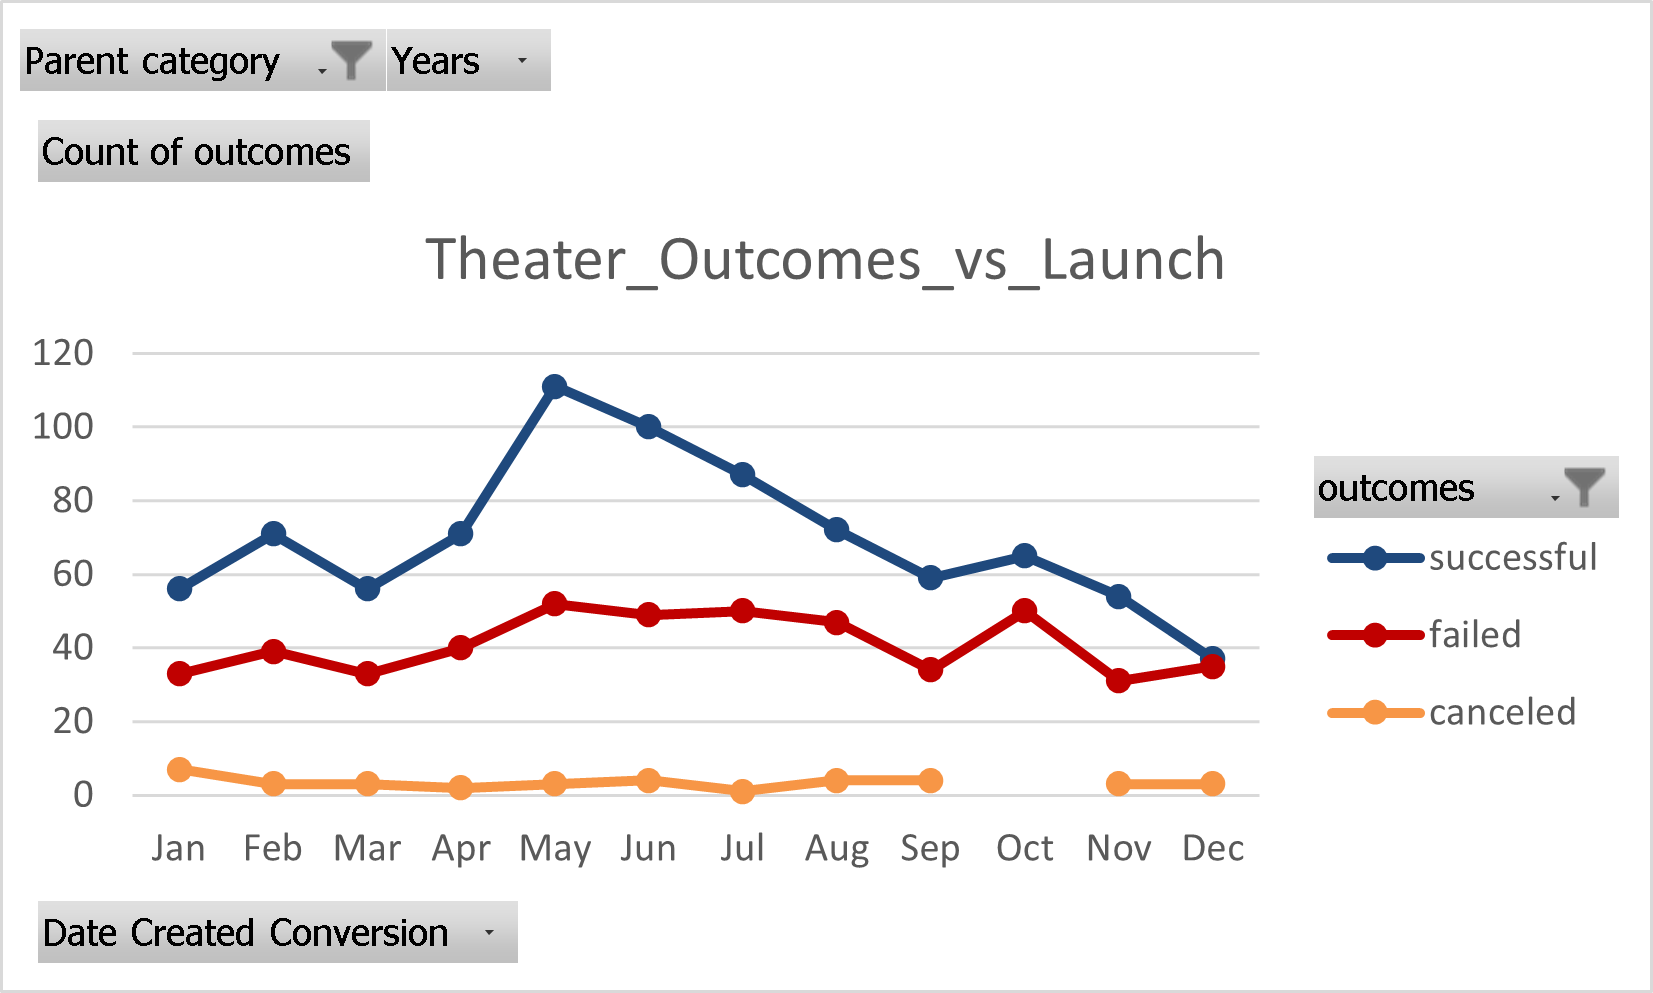 Parent category Years
Count of outcomes
Theater_Outcomes_vs_Launch
120
100
80
60
40
20
0
Jan Feb Mar Apr May Jun Jul Aug Sep Oct Nov Dec
outcomes
successful
failed
canceled
Date Created Conversion